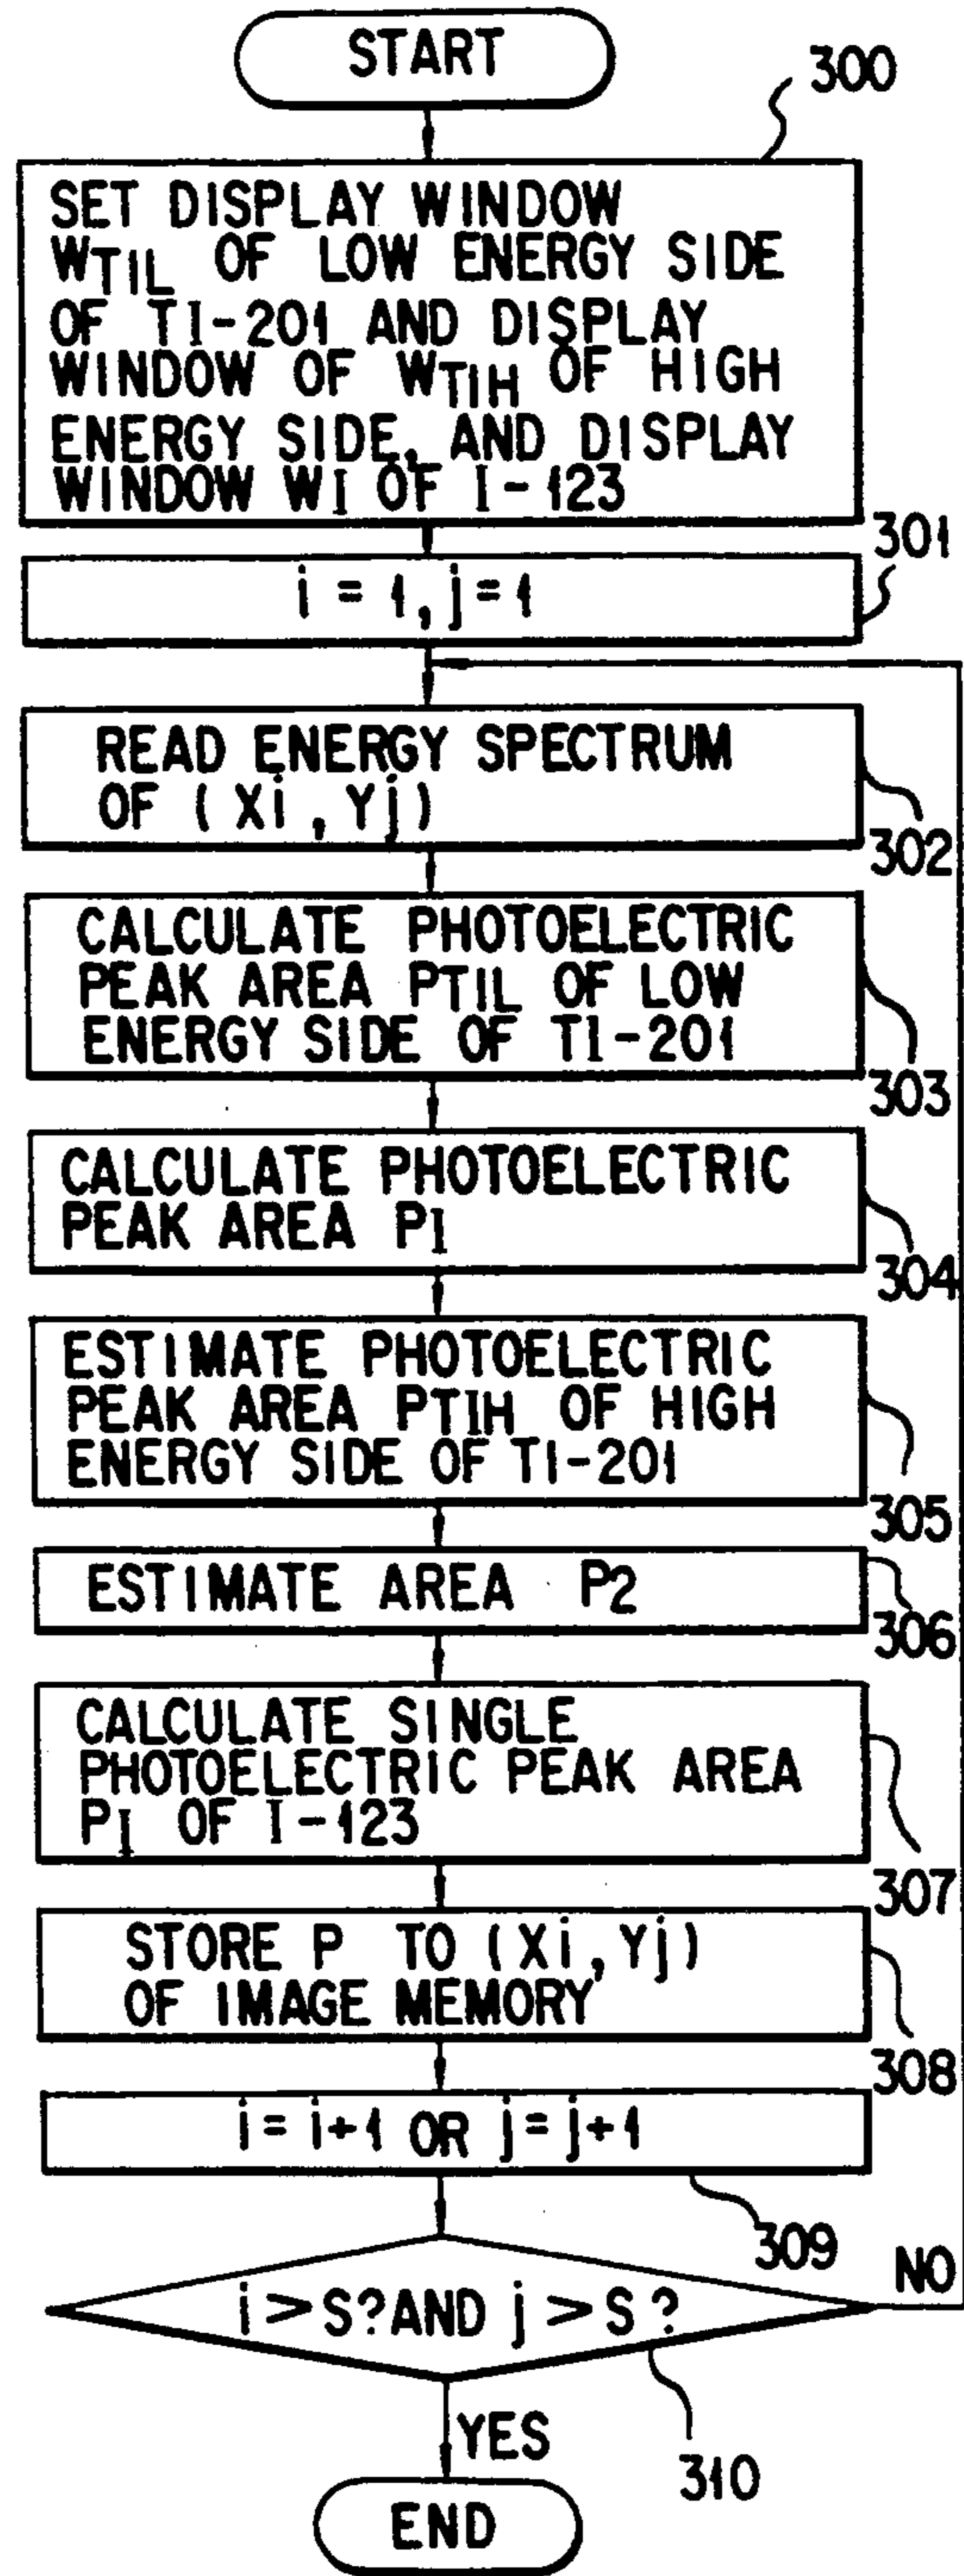 START
300
SET DISPLAY WINDOW
WTIL OF LOW ENERGY SIDE
OF TI-201 AND DISPLAY
WINDOW OF WTIH OF HIGH
ENERGY SIDE, AND DISPLAY
WINDOW WI OF I-123
301
i = 1, j = 1
READ ENERGY SPECTRUM
OF (Xi, Yj)
302
CALCULATE PHOTOELECTRIC
PEAK AREA PTIL OF LOW
ENERGY SIDE OF TI-201
303
CALCULATE PHOTOELECTRIC
PEAK AREA PI
304
ESTIMATE PHOTOELECTRIC
PEAK AREA PTIH OF HIGH
ENERGY SIDE OF TI-201
305
ESTIMATE AREA P2
306
CALCULATE SINGLE
PHOTOELECTRIC PEAK AREA
PI OF I-123
307
STORE P TO (Xi, Yj)
OF IMAGE MEMORY
308
i = i+1 OR j = j+1
309
i > S? AND j > S?
NO
310
YES
END